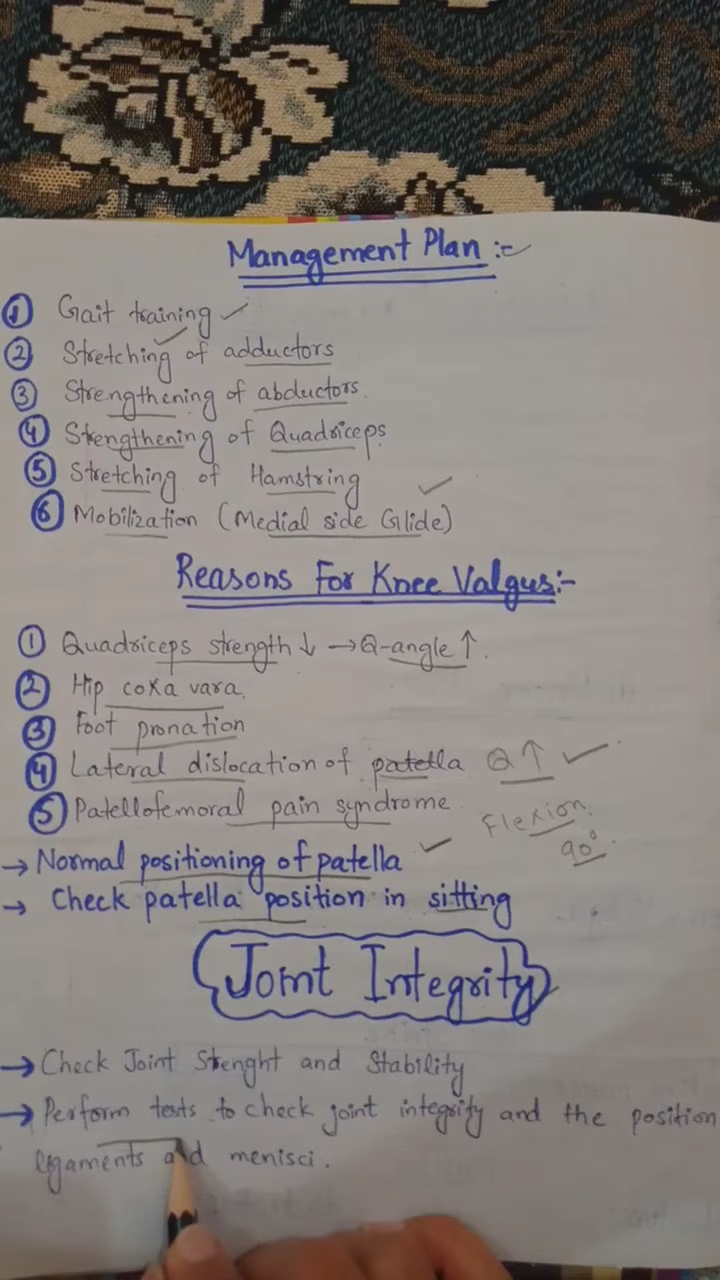 Management Plan :-
① Gait training ✓
② Stretching of adductors
③ Strengthening of abductors.
④ Strengthening of Quadriceps
⑤ Stretching of Hamstring
⑥ Mobilization (Medial side Glide)
Reasons For Knee Valgus:-
① Quadriceps strength ↓ → Q-angle ↑.
② Hip coxa vara
③ Foot pronation
④ Lateral dislocation of patella Q ↑ ✓
⑤ Patellofemoral pain syndrome
Flexion
90°
→ Normal positioning of patella ✓
→ Check patella position in sitting
Joint Integrity
→ Check Joint Strenght and Stability
→ Perform tests to check joint integrity and the position
ligaments and menisci.